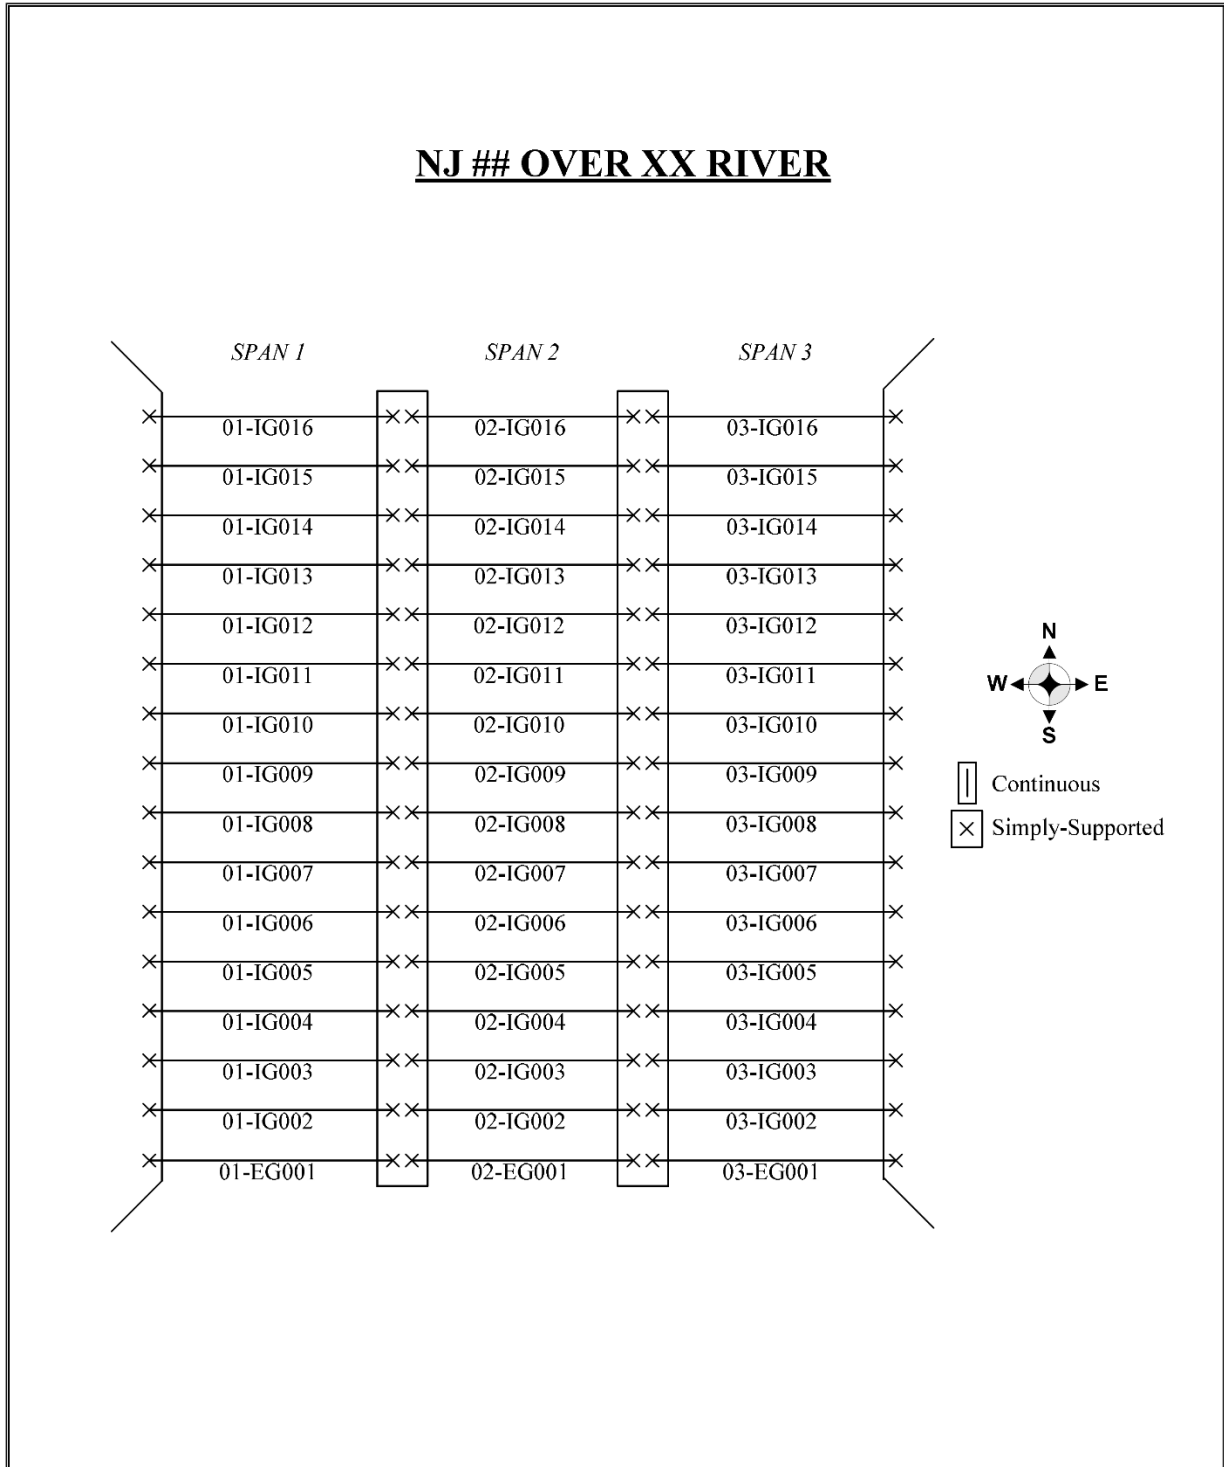 NJ ## OVER XX RIVER
SPAN 1 SPAN 2 SPAN 3
01-IG016 02-IG016 03-IG016
01-IG015 02-IG015 03-IG015
01-IG014 02-IG014 03-IG014
01-IG013 02-IG013 03-IG013
01-IG012 02-IG012 03-IG012
01-IG011 02-IG011 03-IG011
01-IG010 02-IG010 03-IG010
01-IG009 02-IG009 03-IG009
01-IG008 02-IG008 03-IG008
01-IG007 02-IG007 03-IG007
01-IG006 02-IG006 03-IG006
01-IG005 02-IG005 03-IG005
01-IG004 02-IG004 03-IG004
01-IG003 02-IG003 03-IG003
01-IG002 02-IG002 03-IG002
01-EG001 02-EG001 03-EG001
N
W E
S
Continuous
Simply-Supported